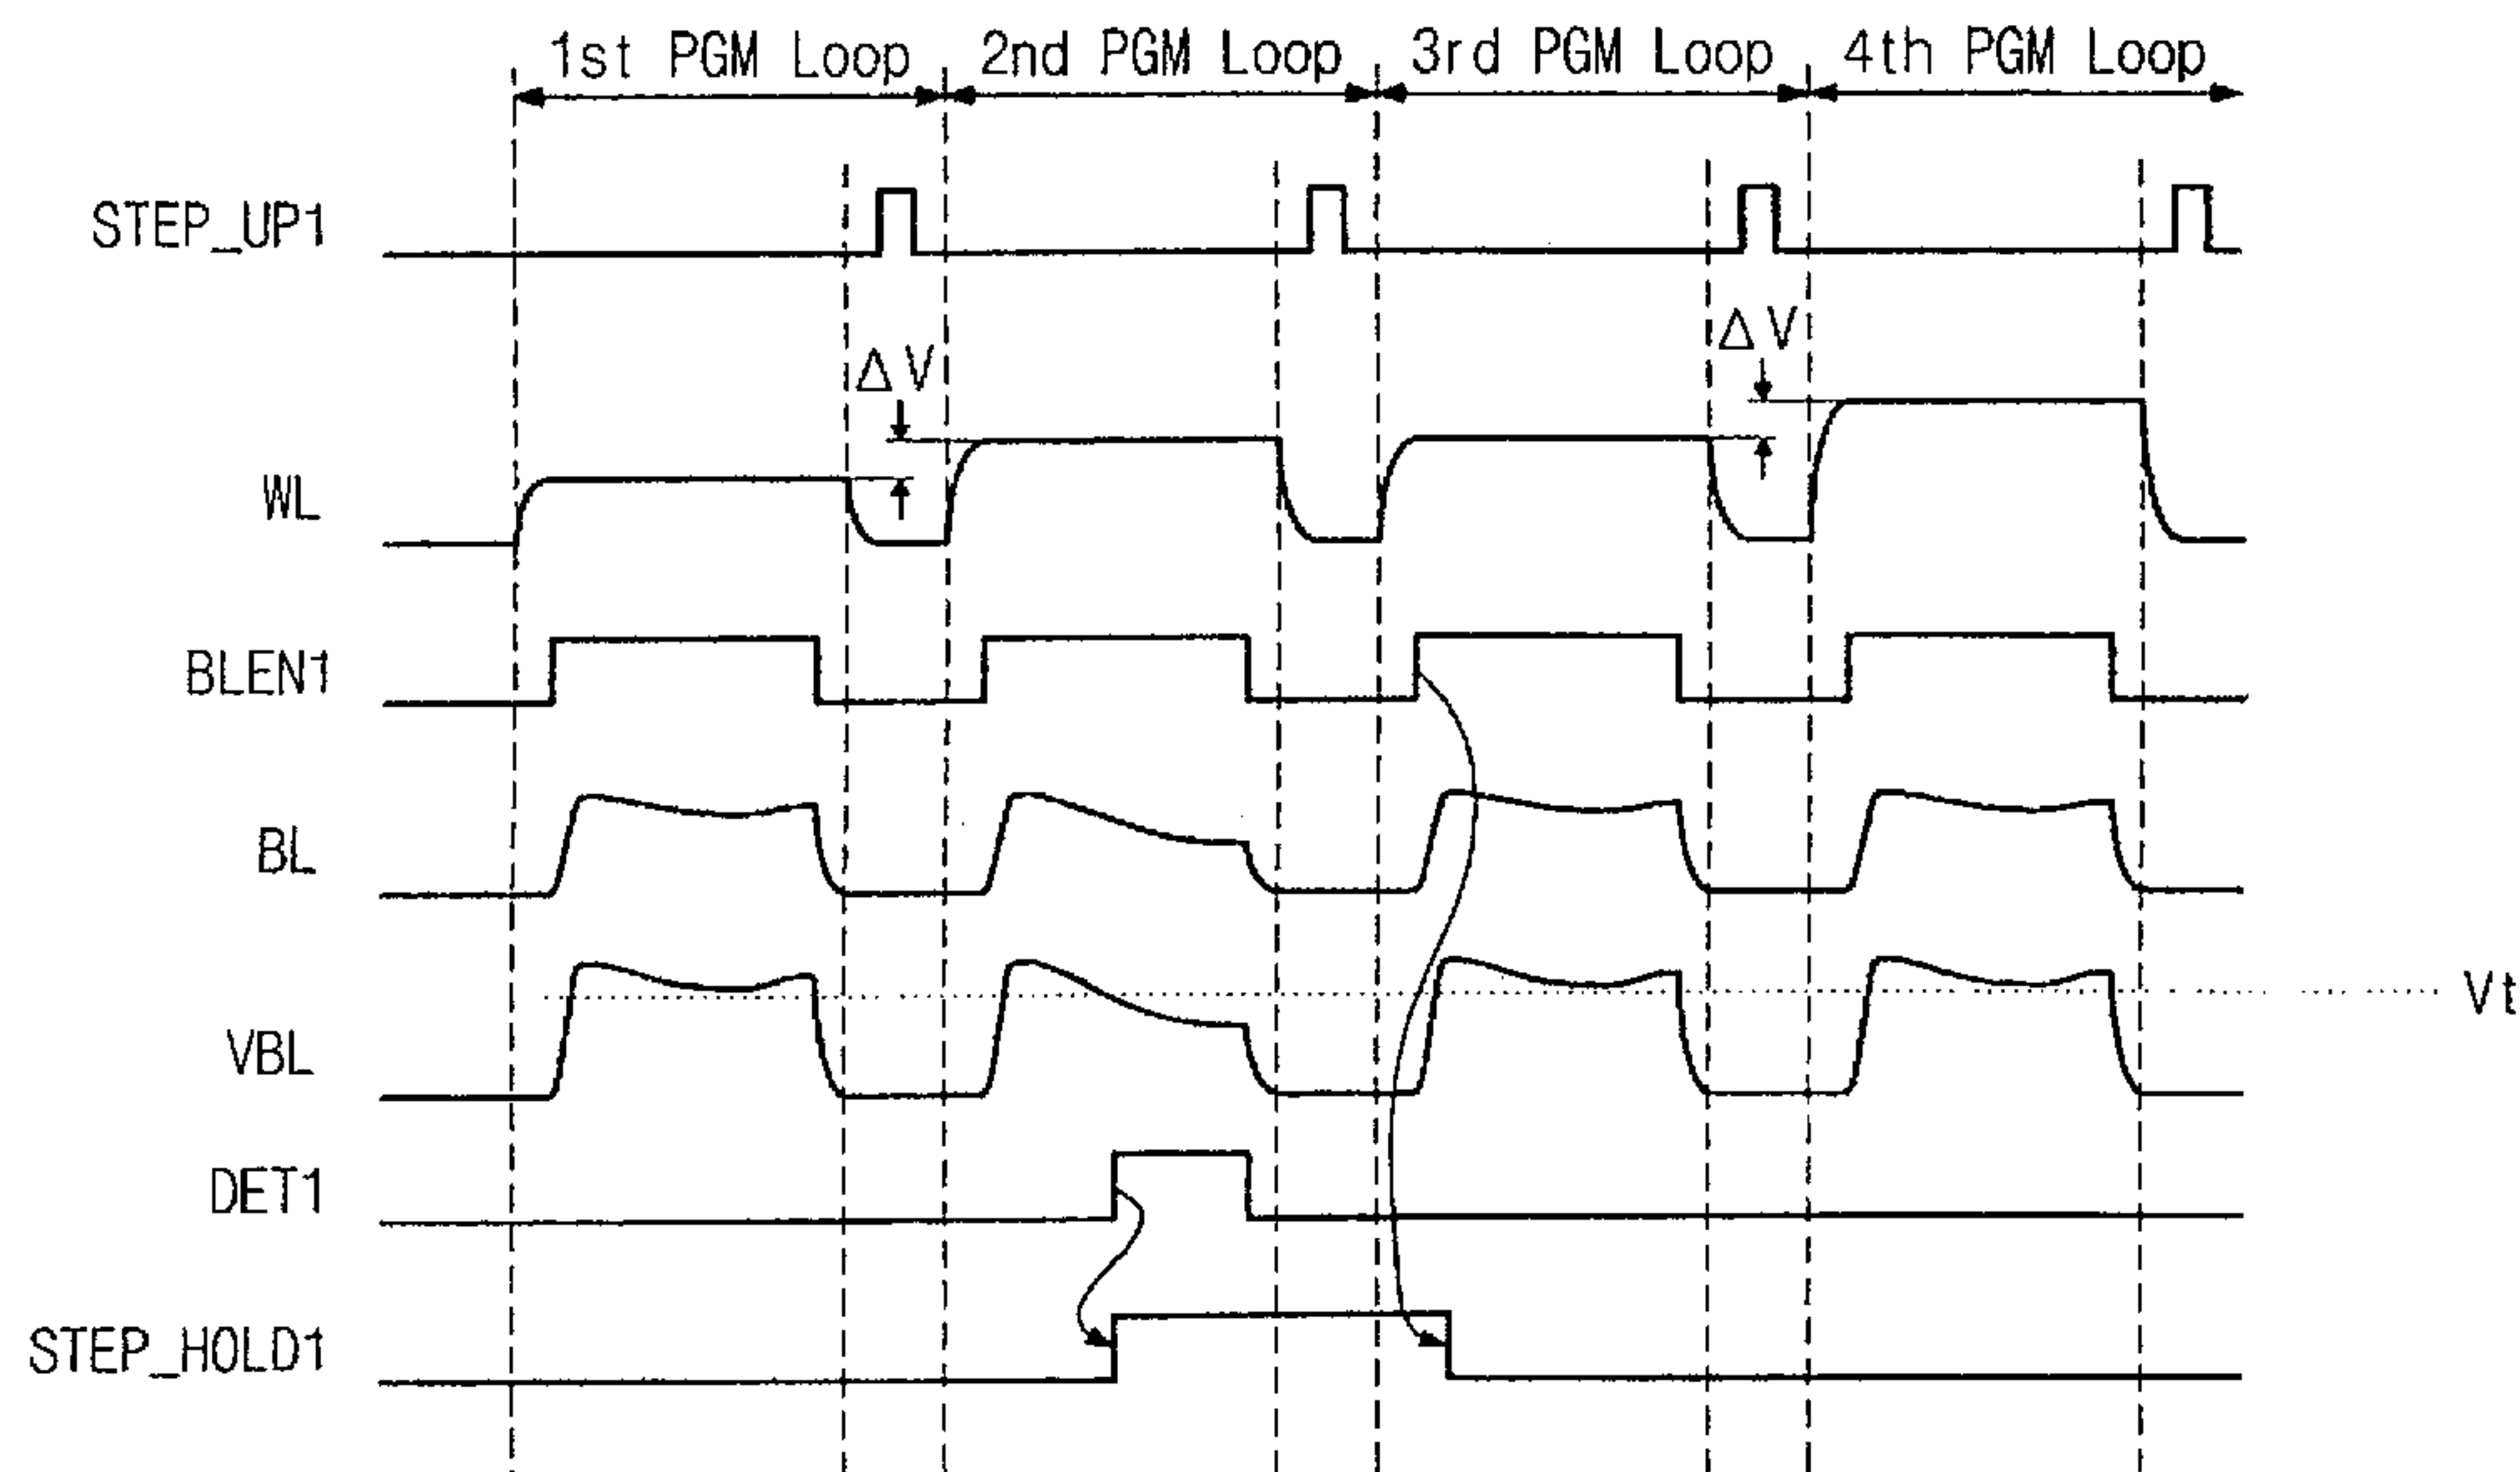 1st PGM Loop 2nd PGM Loop 3rd PGM Loop 4th PGM Loop
STEP_UP1
ΔV
ΔV
WL
BLEN1
BL
Vt
VBL
DET1
STEP_HOLD1